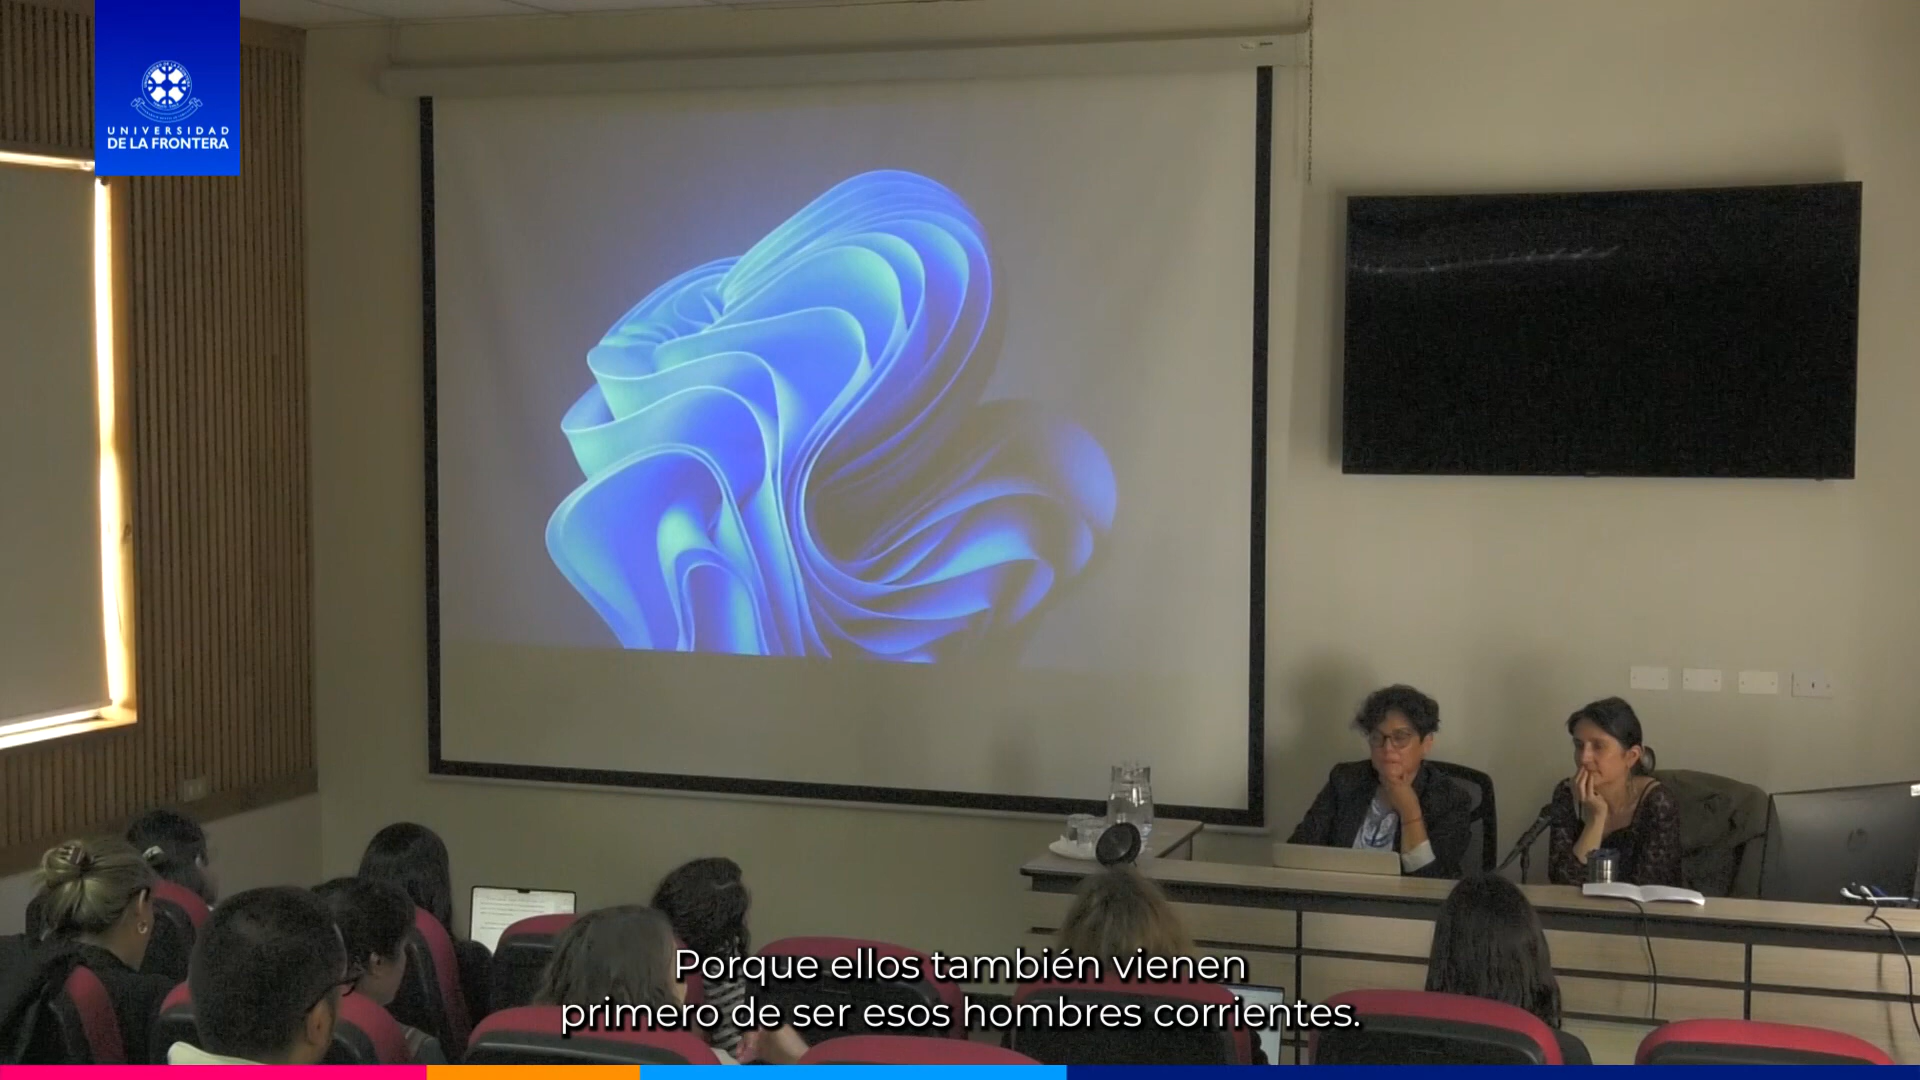 UNIVERSIDAD
DE LA FRONTERA
Porque ellos también vienen
primero de ser esos hombres corrientes.